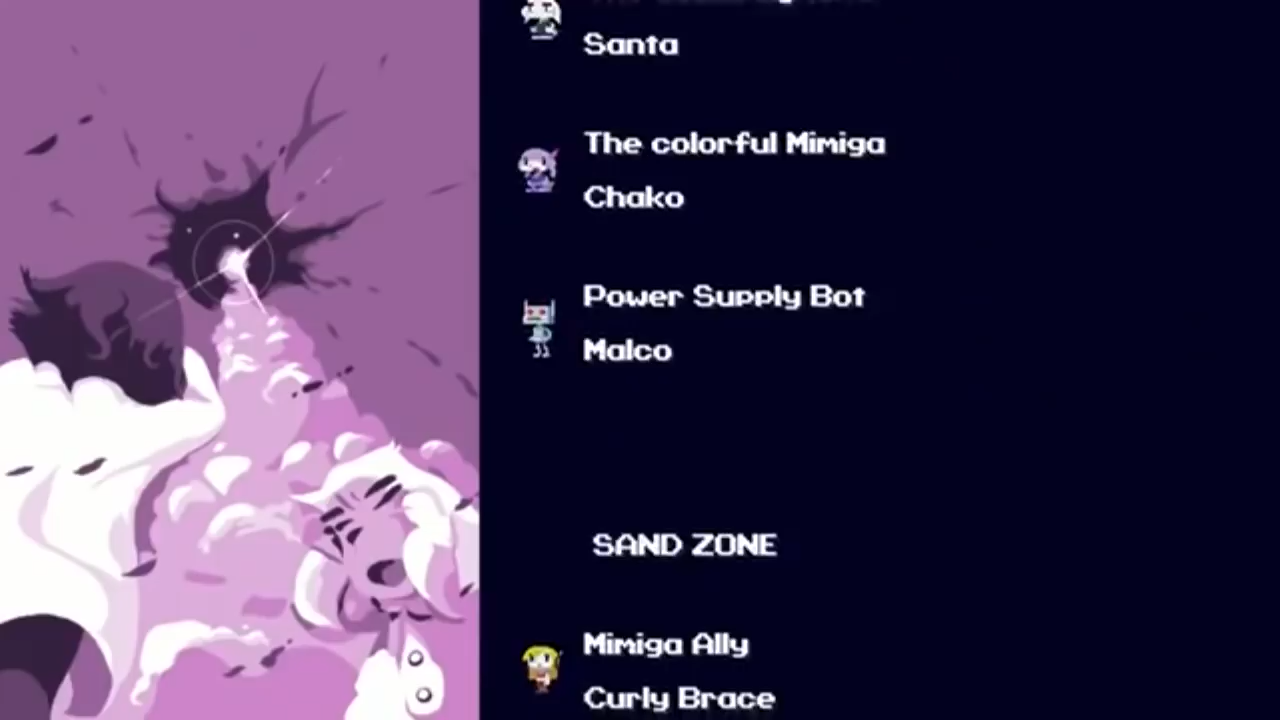 Santa
The colorful Mimiga
Chako
Power Supply Bot
Malco
SAND ZONE
Mimiga Ally
Curly Brace